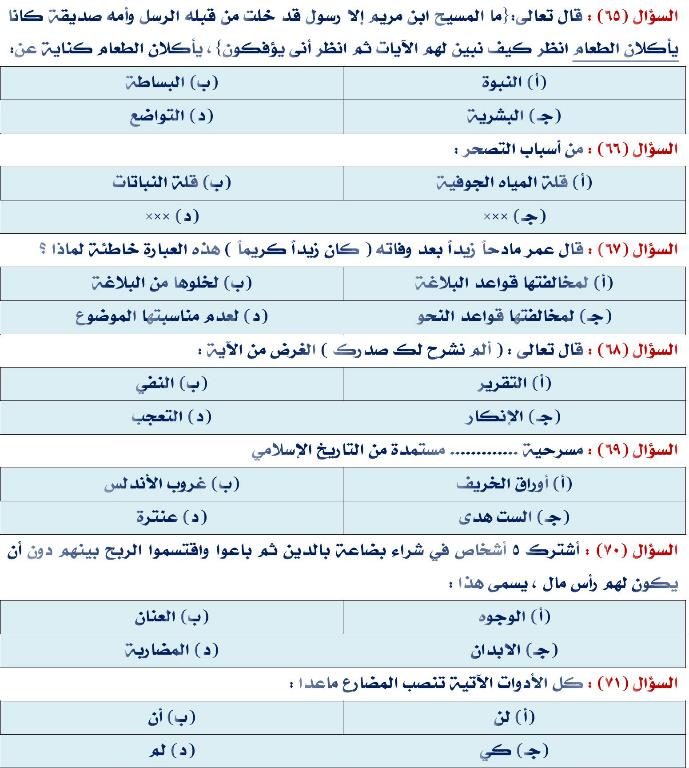 السؤال (٦٥) : قال تعالى:{ما المسيح ابن مريم إلا رسول قد خلت من قبله الرسل وأمه صديقة كانا
يأكلان الطعام انظر كيف نبين لهم الآيات ثم انظر أنى يؤفكون} ، يأكلان الطعام كناية عن:
(أ) النبوة (ب) البساطة
(جـ) البشرية (د) التواضع
السؤال (٦٦) : من أسباب التصحر :
(أ) قلة المياه الجوفية (ب) قلة النباتات
(جـ) ××× (د) ×××
السؤال (٦٧) : قال عمر مادحاً زيداً بعد وفاته ( كان زيداً كريماً ) هذه العبارة خاطئة لماذا ؟
(أ) لمخالفتها قواعد البلاغة (ب) لخلوها من البلاغة
(جـ) لمخالفتها قواعد النحو (د) لعدم مناسبتها الموضوع
السؤال (٦٨) : قال تعالى : ( ألم نشرح لك صدرك ) الغرض من الآية :
(أ) التقرير (ب) النفي
(جـ) الإنكار (د) التعجب
السؤال (٦٩) : مسرحية ............. مستمدة من التاريخ الإسلامي
(أ) أوراق الخريف (ب) غروب الأندلس
(جـ) الست هدى (د) عنترة
السؤال (٧٠) : أشترك ٥ أشخاص في شراء بضاعة بالدين ثم باعوا واقتسموا الربح بينهم دون أن
يكون لهم رأس مال ، يسمى هذا :
(أ) الوجوه (ب) العنان
(جـ) الابدان (د) المضاربة
السؤال (٧١) : كل الأدوات الآتية تنصب المضارع ماعدا :
(أ) لن (ب) أن
(جـ) كي (د) لم